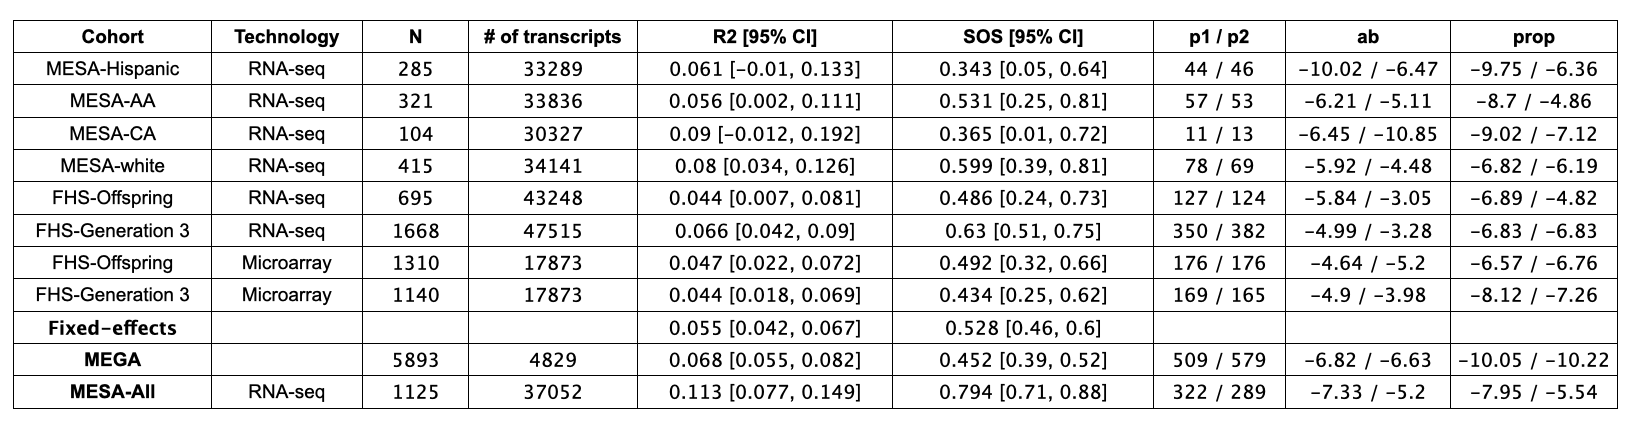 Cohort Technology N # of transcripts R2 [95% CI] SOS [95% CI] p1 / p2 ab prop
MESA-Hispanic RNA-seq 285 33289 0.061 [−0.01, 0.133] 0.343 [0.05, 0.64] 44 / 46 −10.02 / −6.47 −9.75 / −6.36
MESA-AA RNA-seq 321 33836 0.056 [0.002, 0.111] 0.531 [0.25, 0.81] 57 / 53 −6.21 / −5.11 −8.7 / −4.86
MESA-CA RNA-seq 104 30327 0.09 [−0.012, 0.192] 0.365 [0.01, 0.72] 11 / 13 −6.45 / −10.85 −9.02 / −7.12
MESA-white RNA-seq 415 34141 0.08 [0.034, 0.126] 0.599 [0.39, 0.81] 78 / 69 −5.92 / −4.48 −6.82 / −6.19
FHS-Offspring RNA-seq 695 43248 0.044 [0.007, 0.081] 0.486 [0.24, 0.73] 127 / 124 −5.84 / −3.05 −6.89 / −4.82
FHS-Generation 3 RNA-seq 1668 47515 0.066 [0.042, 0.09] 0.63 [0.51, 0.75] 350 / 382 −4.99 / −3.28 −6.83 / −6.83
FHS-Offspring Microarray 1310 17873 0.047 [0.022, 0.072] 0.492 [0.32, 0.66] 176 / 176 −4.64 / −5.2 −6.57 / −6.76
FHS-Generation 3 Microarray 1140 17873 0.044 [0.018, 0.069] 0.434 [0.25, 0.62] 169 / 165 −4.9 / −3.98 −8.12 / −7.26
Fixed−effects 0.055 [0.042, 0.067] 0.528 [0.46, 0.6]
MEGA 5893 4829 0.068 [0.055, 0.082] 0.452 [0.39, 0.52] 509 / 579 −6.82 / −6.63 −10.05 / −10.22
MESA-All RNA-seq 1125 37052 0.113 [0.077, 0.149] 0.794 [0.71, 0.88] 322 / 289 −7.33 / −5.2 −7.95 / −5.54